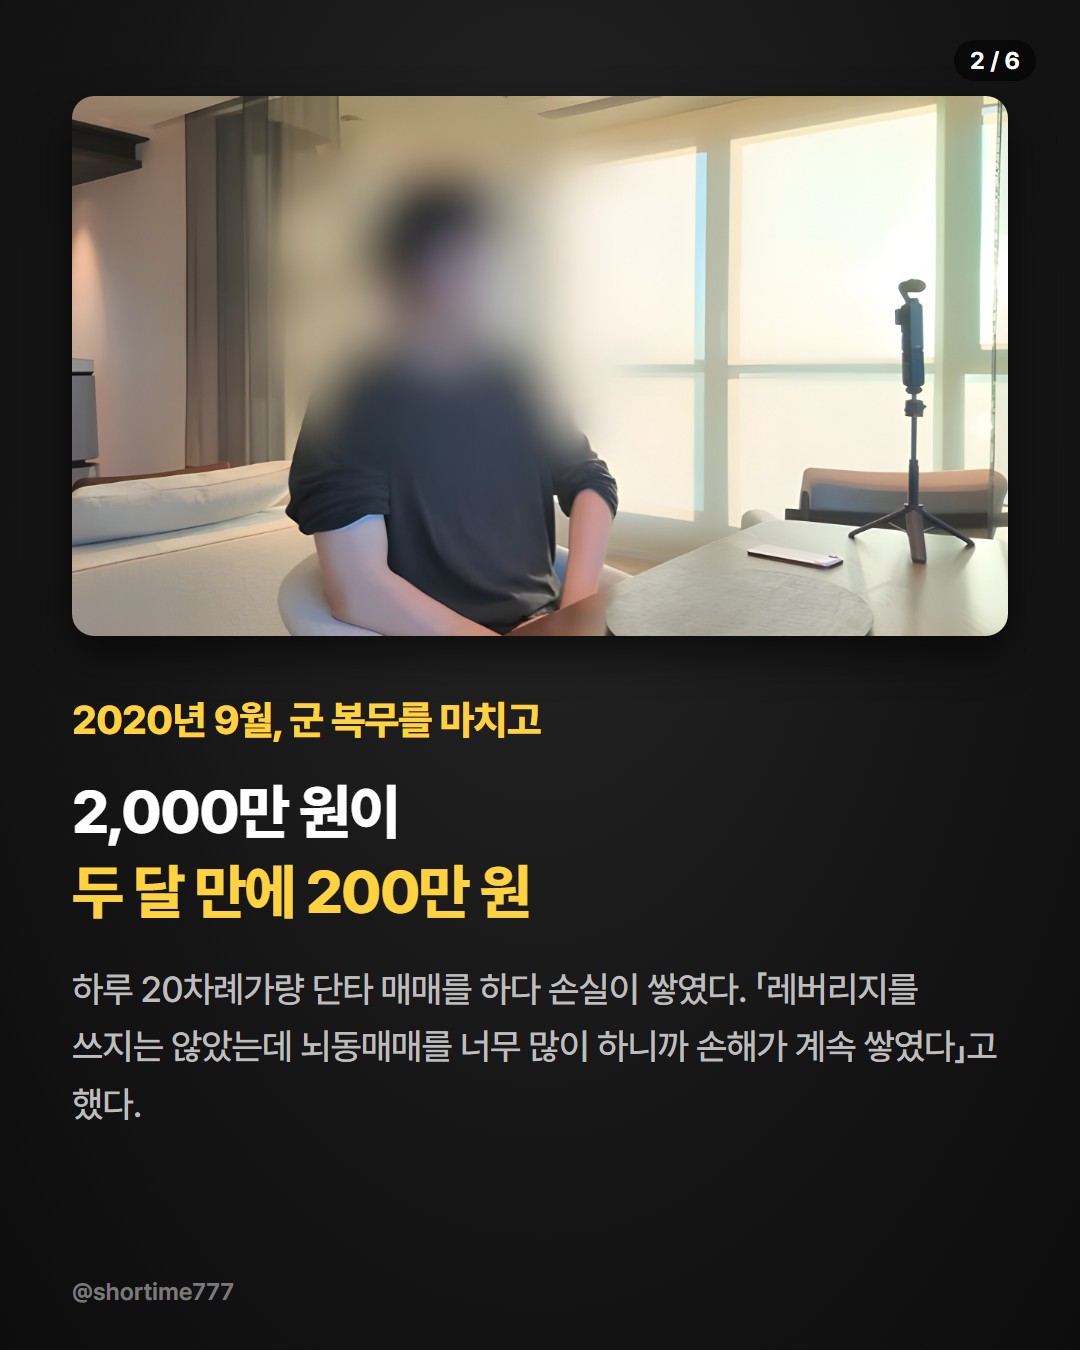 2 / 6
2020년 9월, 군 복무를 마치고
2,000만 원이
두 달 만에 200만 원
하루 20차례가량 단타 매매를 하다 손실이 쌓였다. 「레버리지를
쓰지는 않았는데 뇌동매매를 너무 많이 하니까 손해가 계속 쌓였다」고
했다.
@shortime777